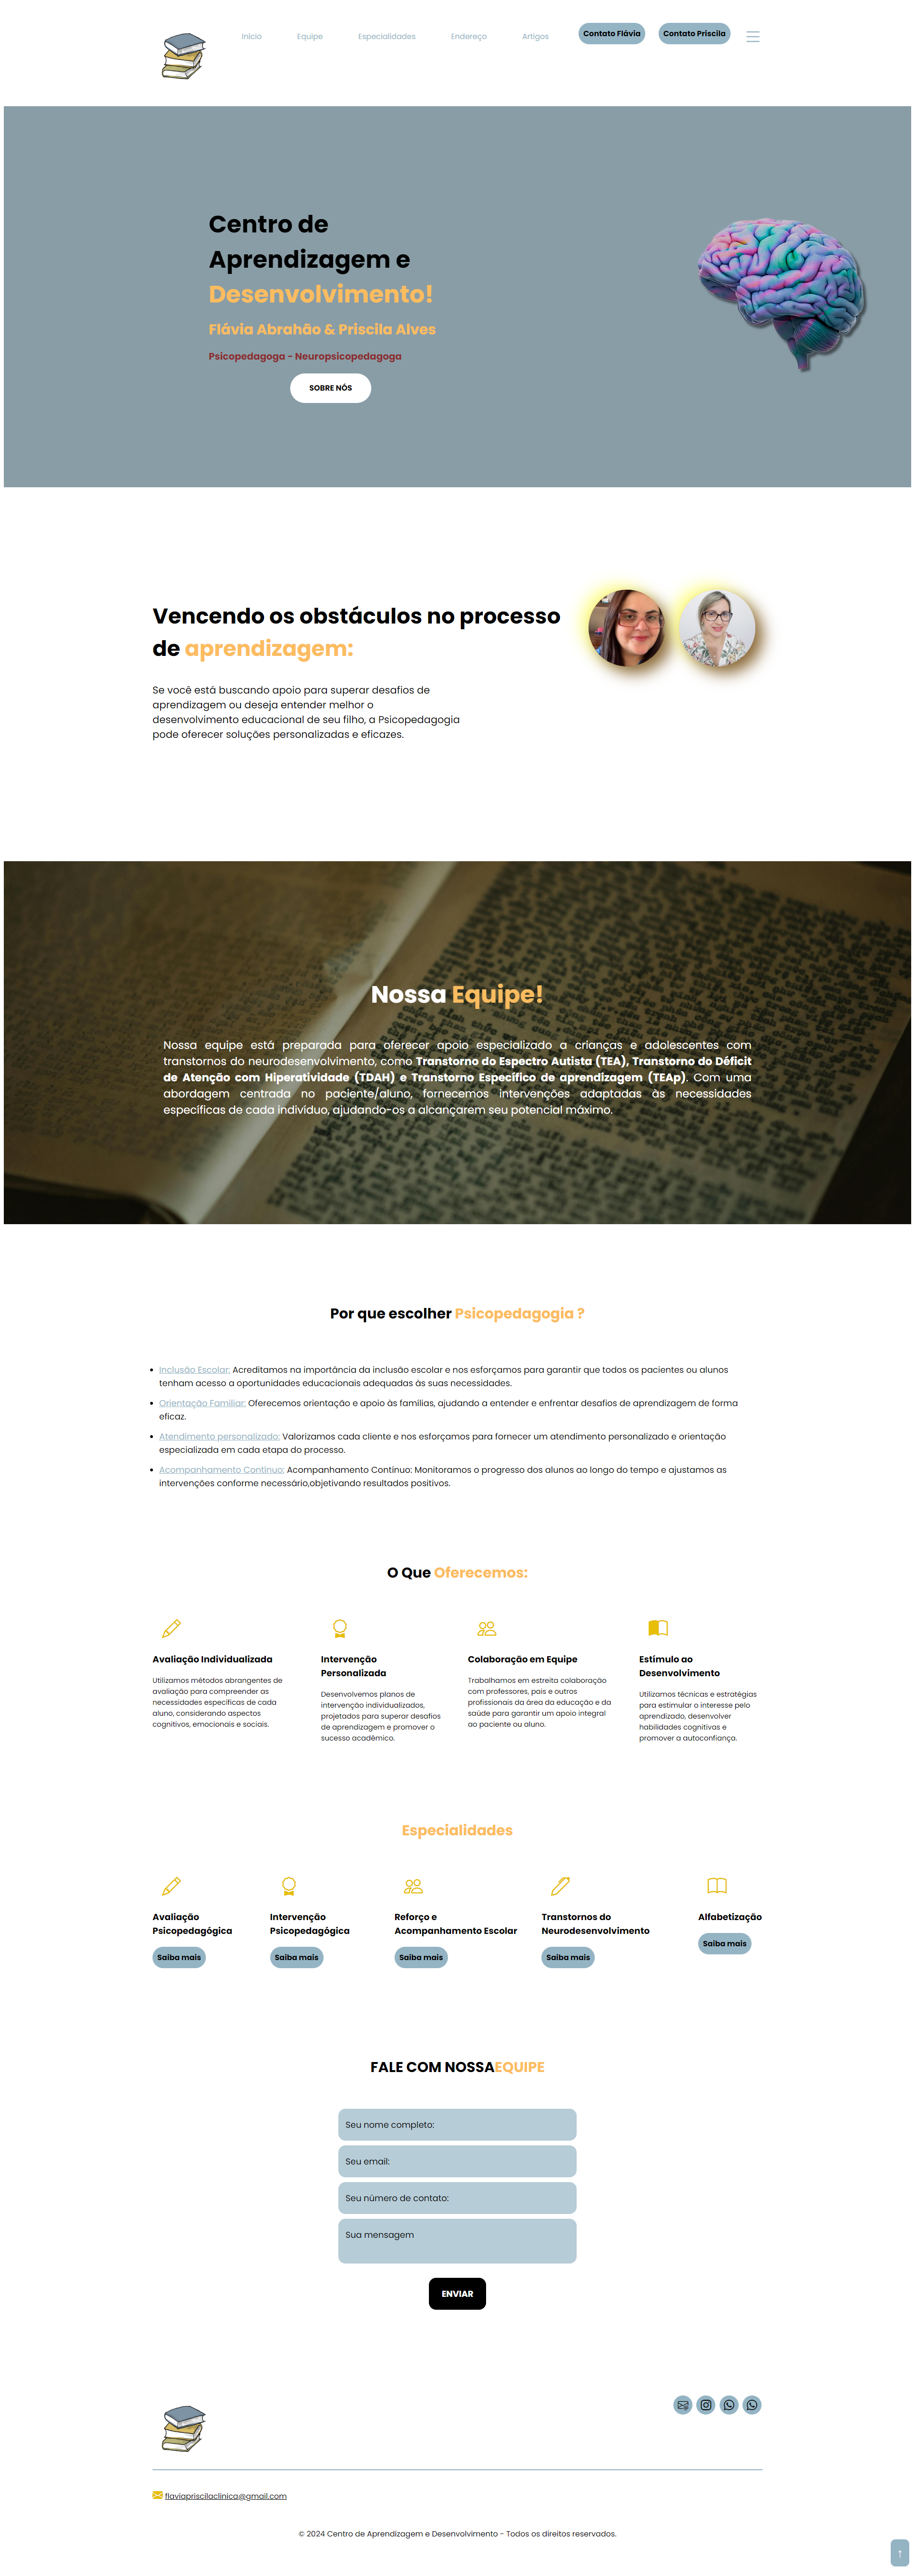 Início
Equipe
Especialidades
Endereço
Artigos
Contato Flávia
Contato Priscila
Centro de
Aprendizagem e
Desenvolvimento!
Flávia Abrahão & Priscila Alves
Psicopedagoga - Neuropsicopedagoga
SOBRE NÓS
Vencendo os obstáculos no processo
de aprendizagem:
Se você está buscando apoio para superar desafios de
aprendizagem ou deseja entender melhor o
desenvolvimento educacional de seu filho, a Psicopedagogia
pode oferecer soluções personalizadas e eficazes.
Nossa Equipe!
Nossa equipe está preparada para oferecer apoio especializado a crianças e adolescentes com
transtornos do neurodesenvolvimento, como Transtorno do Espectro Autista (TEA), Transtorno do Déficit
de Atenção com Hiperatividade (TDAH) e Transtorno Específico de aprendizagem (TEAp). Com uma
abordagem centrada no paciente/aluno, fornecemos intervenções adaptadas às necessidades
específicas de cada indivíduo, ajudando-os a alcançarem seu potencial máximo.
Por que escolher Psicopedagogia ?
• Inclusão Escolar: Acreditamos na importância da inclusão escolar e nos esforçamos para garantir que todos os pacientes ou alunos
tenham acesso a oportunidades educacionais adequadas às suas necessidades.
• Orientação Familiar: Oferecemos orientação e apoio às famílias, ajudando a entender e enfrentar desafios de aprendizagem de forma
eficaz.
• Atendimento personalizado: Valorizamos cada cliente e nos esforçamos para fornecer um atendimento personalizado e orientação
especializada em cada etapa do processo.
• Acompanhamento Contínuo: Acompanhamento Contínuo: Monitoramos o progresso dos alunos ao longo do tempo e ajustamos as
intervenções conforme necessário,objetivando resultados positivos.
O Que Oferecemos:
Avaliação Individualizada
Utilizamos métodos abrangentes de
avaliação para compreender as
necessidades específicas de cada
aluno, considerando aspectos
cognitivos, emocionais e sociais.
Intervenção
Personalizada
Desenvolvemos planos de
intervenção individualizados,
projetados para superar desafios
de aprendizagem e promover o
sucesso acadêmico.
Colaboração em Equipe
Trabalhamos em estreita colaboração
com professores, pais e outros
profissionais da área da educação e da
saúde para garantir um apoio integral
ao paciente ou aluno.
Estímulo ao
Desenvolvimento
Utilizamos técnicas e estratégias
para estimular o interesse pelo
aprendizado, desenvolver
habilidades cognitivas e
promover a autoconfiança.
Especialidades
Avaliação
Psicopedagógica
Saiba mais
Intervenção
Psicopedagógica
Saiba mais
Reforço e
Acompanhamento Escolar
Saiba mais
Transtornos do
Neurodesenvolvimento
Saiba mais
Alfabetização
Saiba mais
FALE COM NOSSAEQUIPE
Seu nome completo:
Seu email:
Seu número de contato:
Sua mensagem
ENVIAR
flaviapriscilaclinica@gmail.com
© 2024 Centro de Aprendizagem e Desenvolvimento - Todos os direitos reservados.
↑